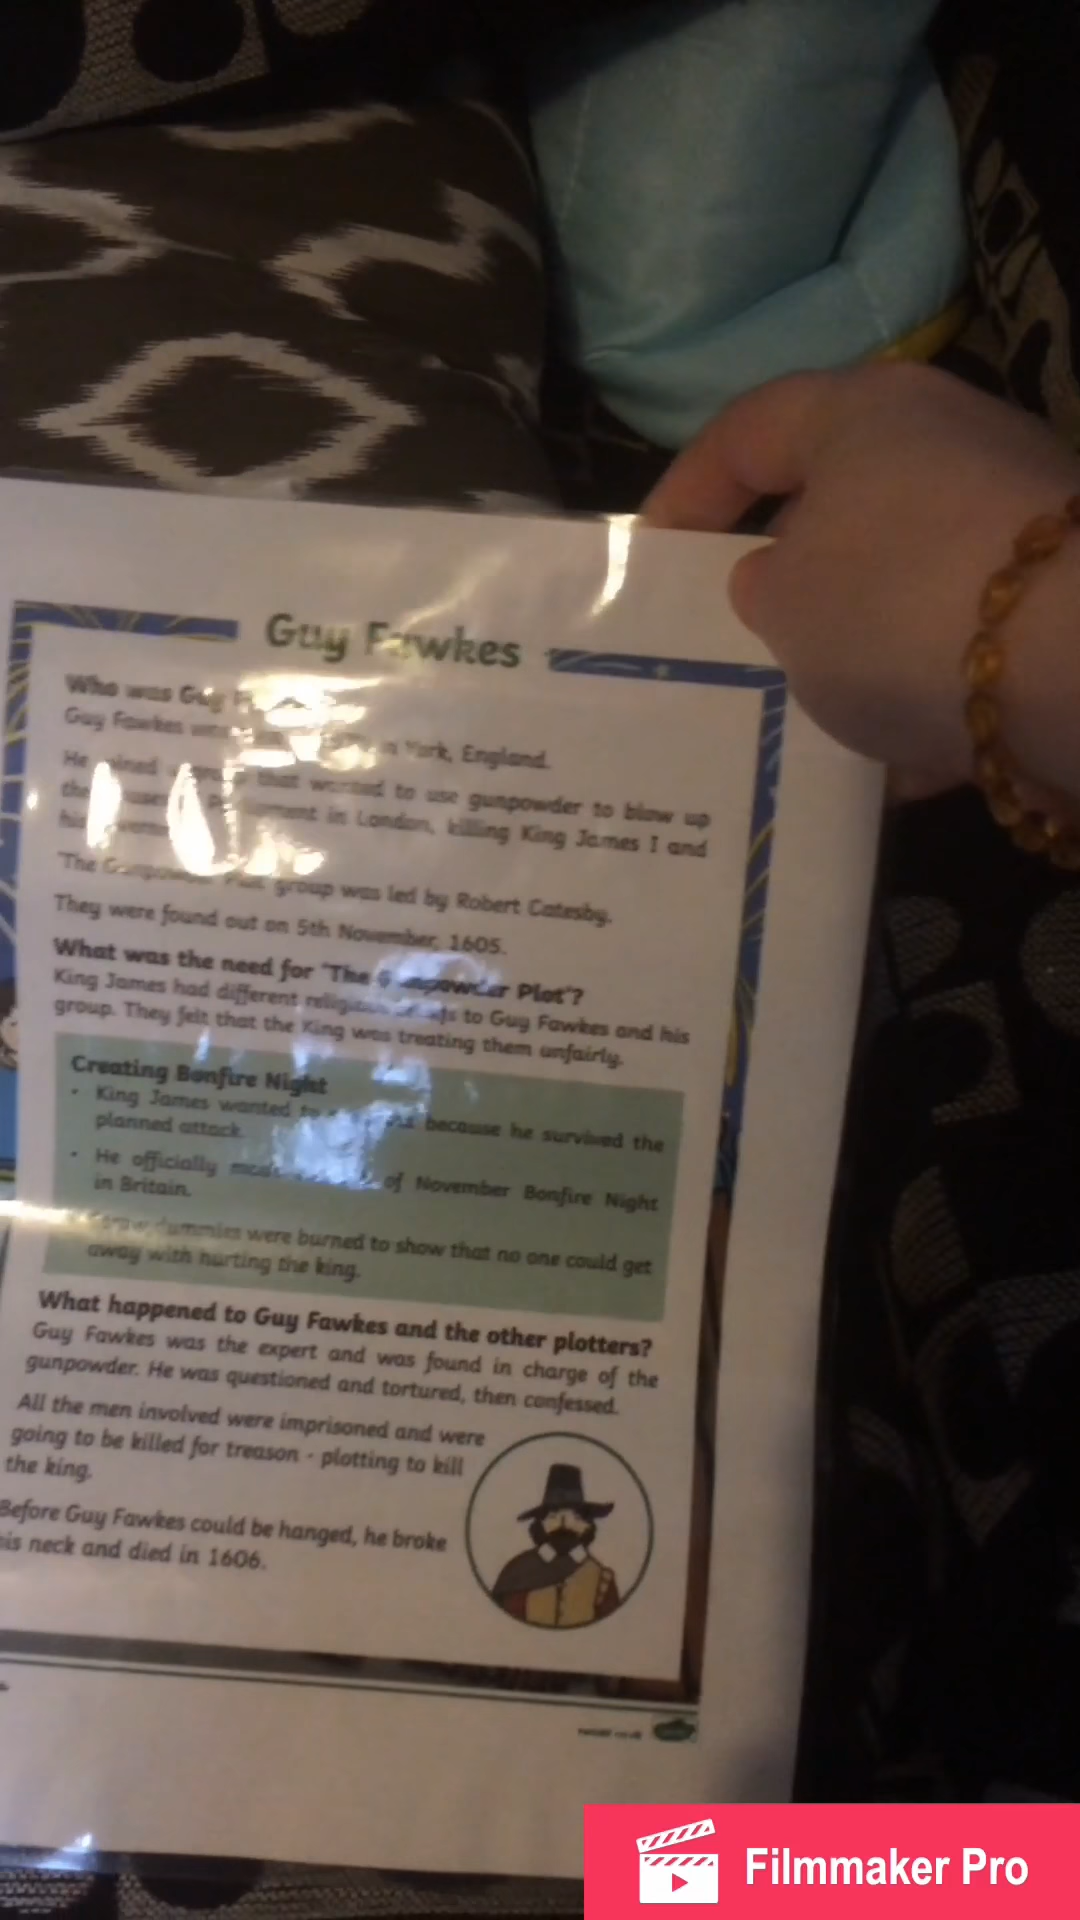 Guy Fawkes
Who was Guy
Guy Fawkes York, England.
He joined a group that wanted to use gunpowder to blow up
the in London, killing King James I and
his
'The Gunpowder Plot' group was led by Robert Catesby.
They were found out on 5th November, 1605.
What was the need for 'The Gunpowder Plot'?
King James had different religious to Guy Fawkes and his
group. They felt that the King was treating them unfairly.
Creating Bonfire Night
• King James wanted to because he survived the
planned attack.
• He officially of November Bonfire Night
in Britain.
dummies were burned to show that no one could get
away with hurting the king.
What happened to Guy Fawkes and the other plotters?
Guy Fawkes was the expert and was found in charge of the
gunpowder. He was questioned and tortured, then confessed.
All the men involved were imprisoned and were
going to be killed for treason - plotting to kill
the king.
Before Guy Fawkes could be hanged, he broke
his neck and died in 1606.
Filmmaker Pro